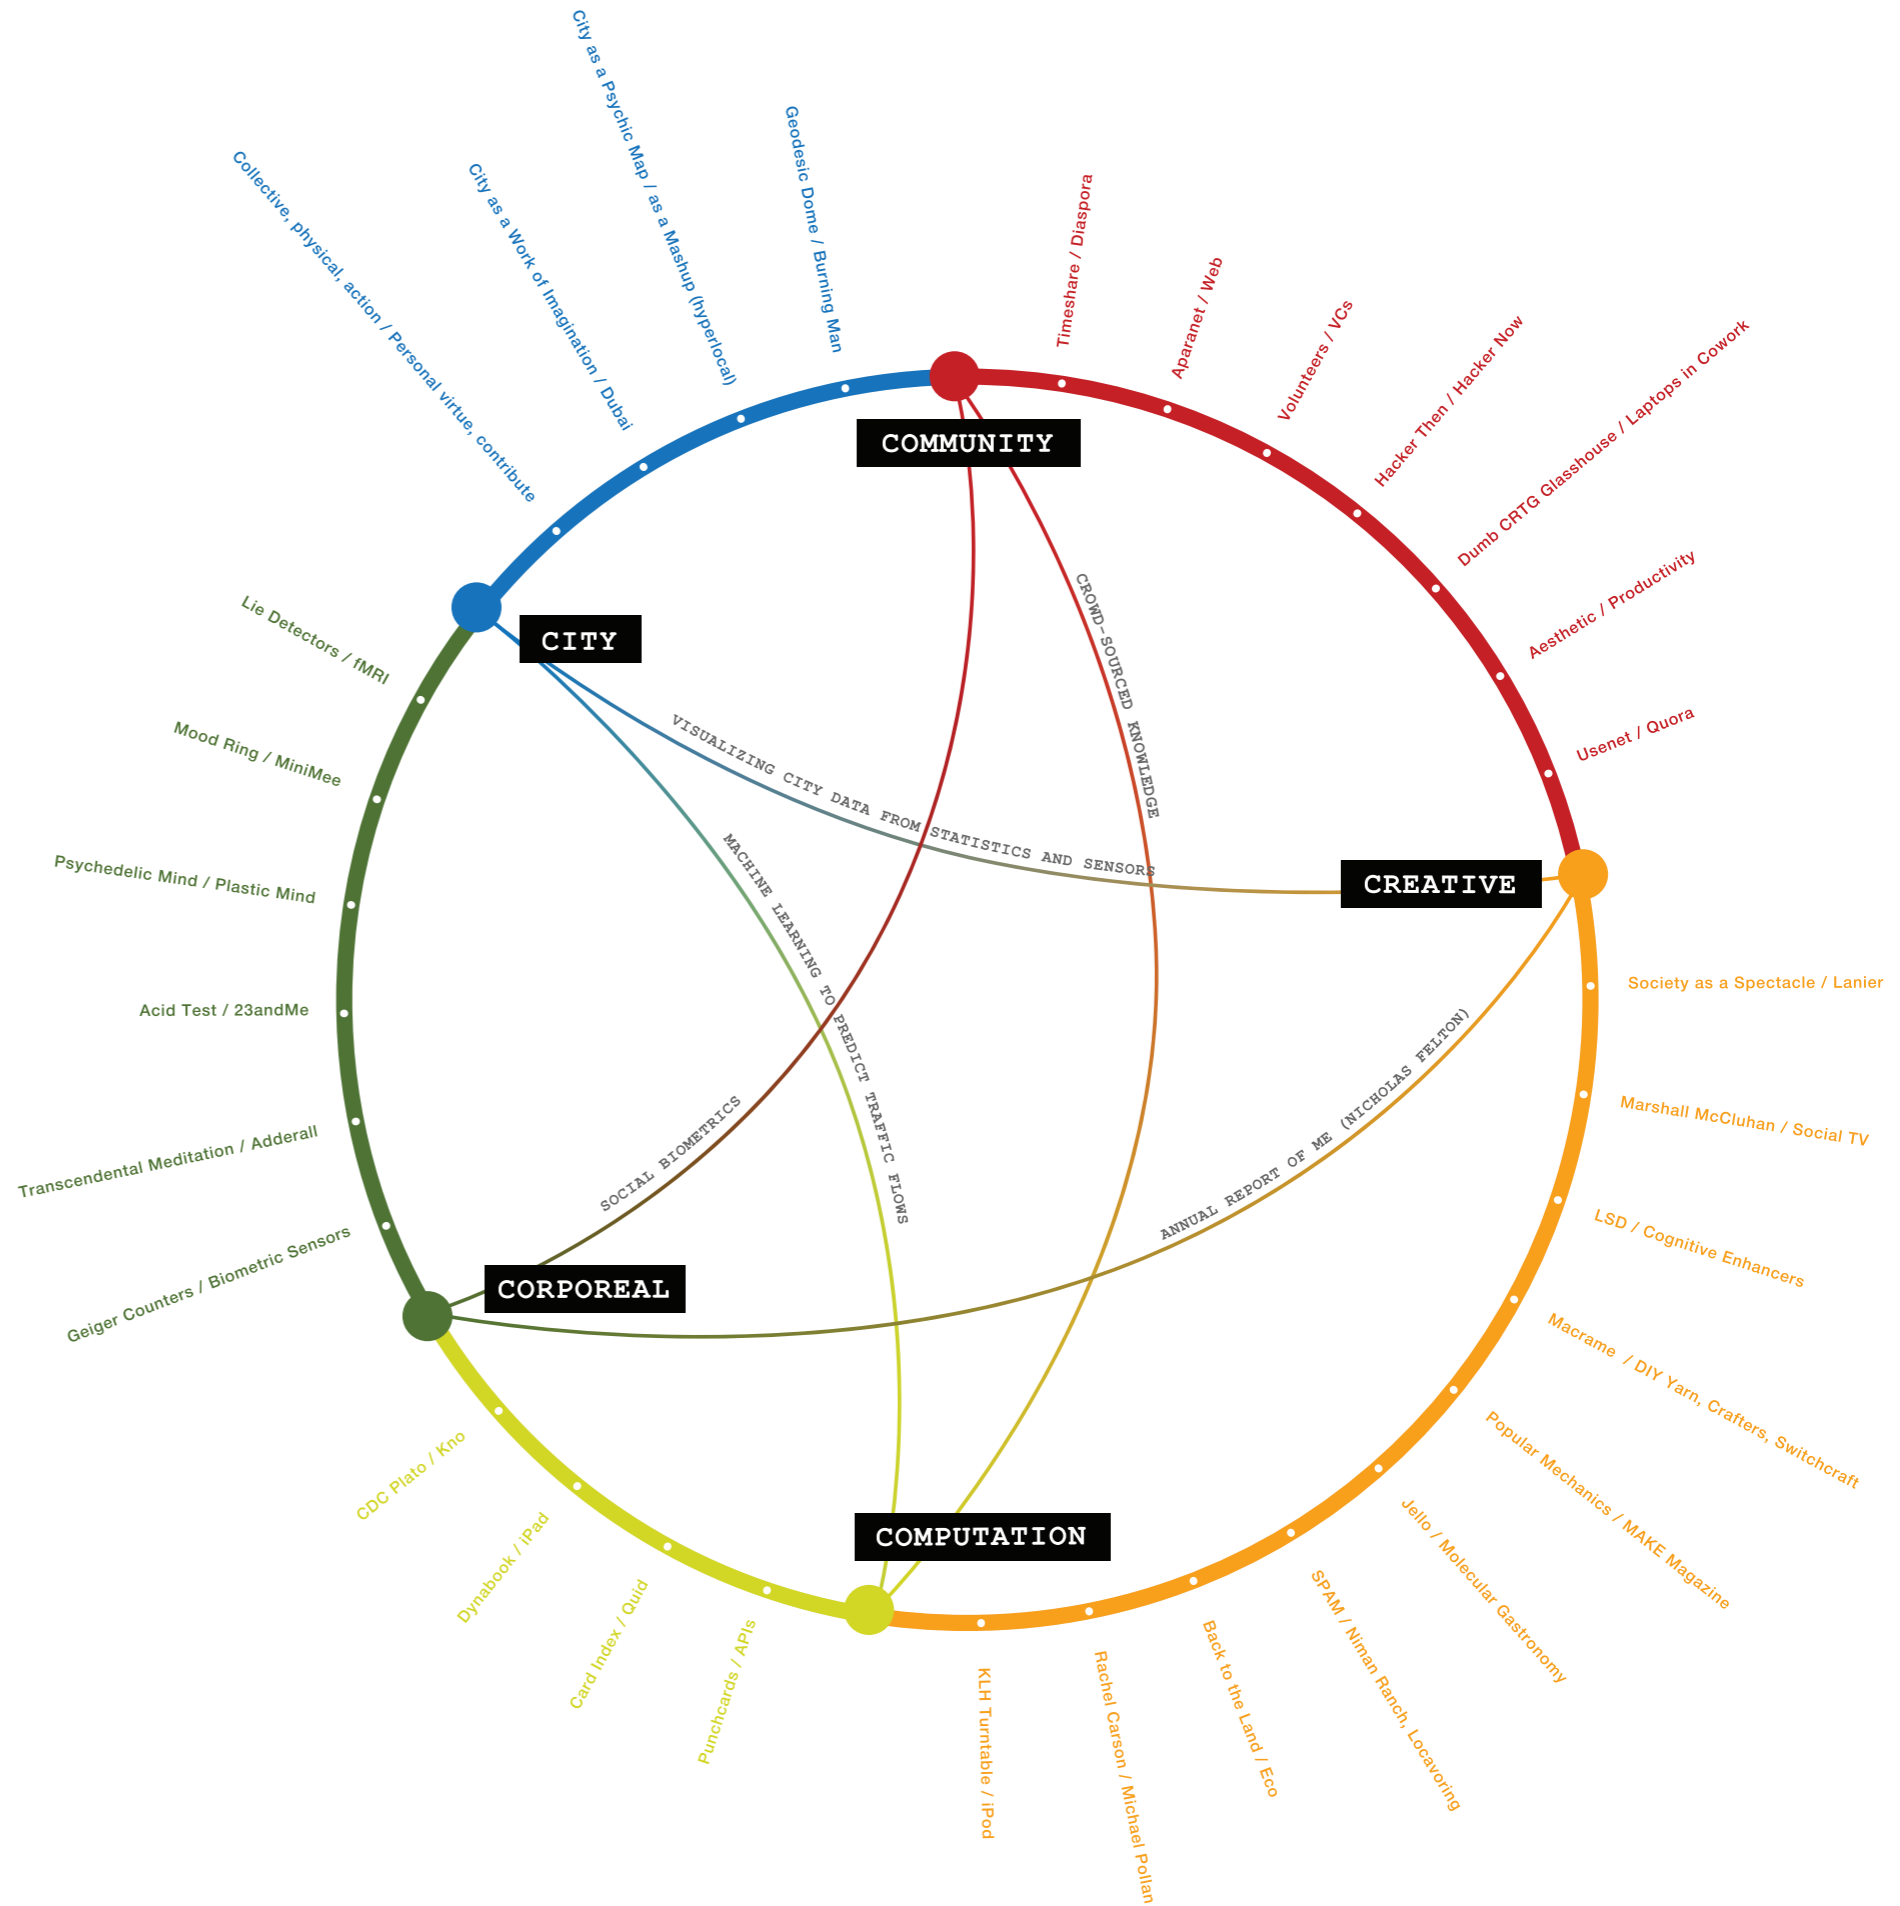 City as a Psychic Map / as a Mashup (hyperlocal)
Geodesic Dome / Burning Man
Collective, physical, action / Personal virtue, contribute
City as a Work of Imagination / Dubai
Timeshare / Diaspora
Aparanet / Web
Volunteers / VCs
Hacker Then / Hacker Now
Dumb CRTG Glasshouse / Laptops in Cowork
Aesthetic / Productivity
Usenet / Quora
COMMUNITY
CITY
CREATIVE
CORPOREAL
COMPUTATION
CROWD-SOURCED KNOWLEDGE
VISUALIZING CITY DATA FROM STATISTICS AND SENSORS
MACHINE LEARNING TO PREDICT TRAFFIC FLOWS
SOCIAL BIOMETRICS
ANNUAL REPORT OF ME (NICHOLAS FELTON)
Lie Detectors / fMRI
Mood Ring / MiniMee
Psychedelic Mind / Plastic Mind
Acid Test / 23andMe
Transcendental Meditation / Adderall
Geiger Counters / Biometric Sensors
Society as a Spectacle / Lanier
Marshall McCluhan / Social TV
LSD / Cognitive Enhancers
Macrame / DIY Yarn, Crafters, Switchcraft
Popular Mechanics / MAKE Magazine
Jello / Molecular Gastronomy
SPAM / Niman Ranch, Locavoring
Back to the Land / Eco
Rachel Carson / Michael Pollan
KLH Turntable / iPod
CDC Plato / Kno
Dynabook / iPad
Card Index / Quid
Punchcards / APIs